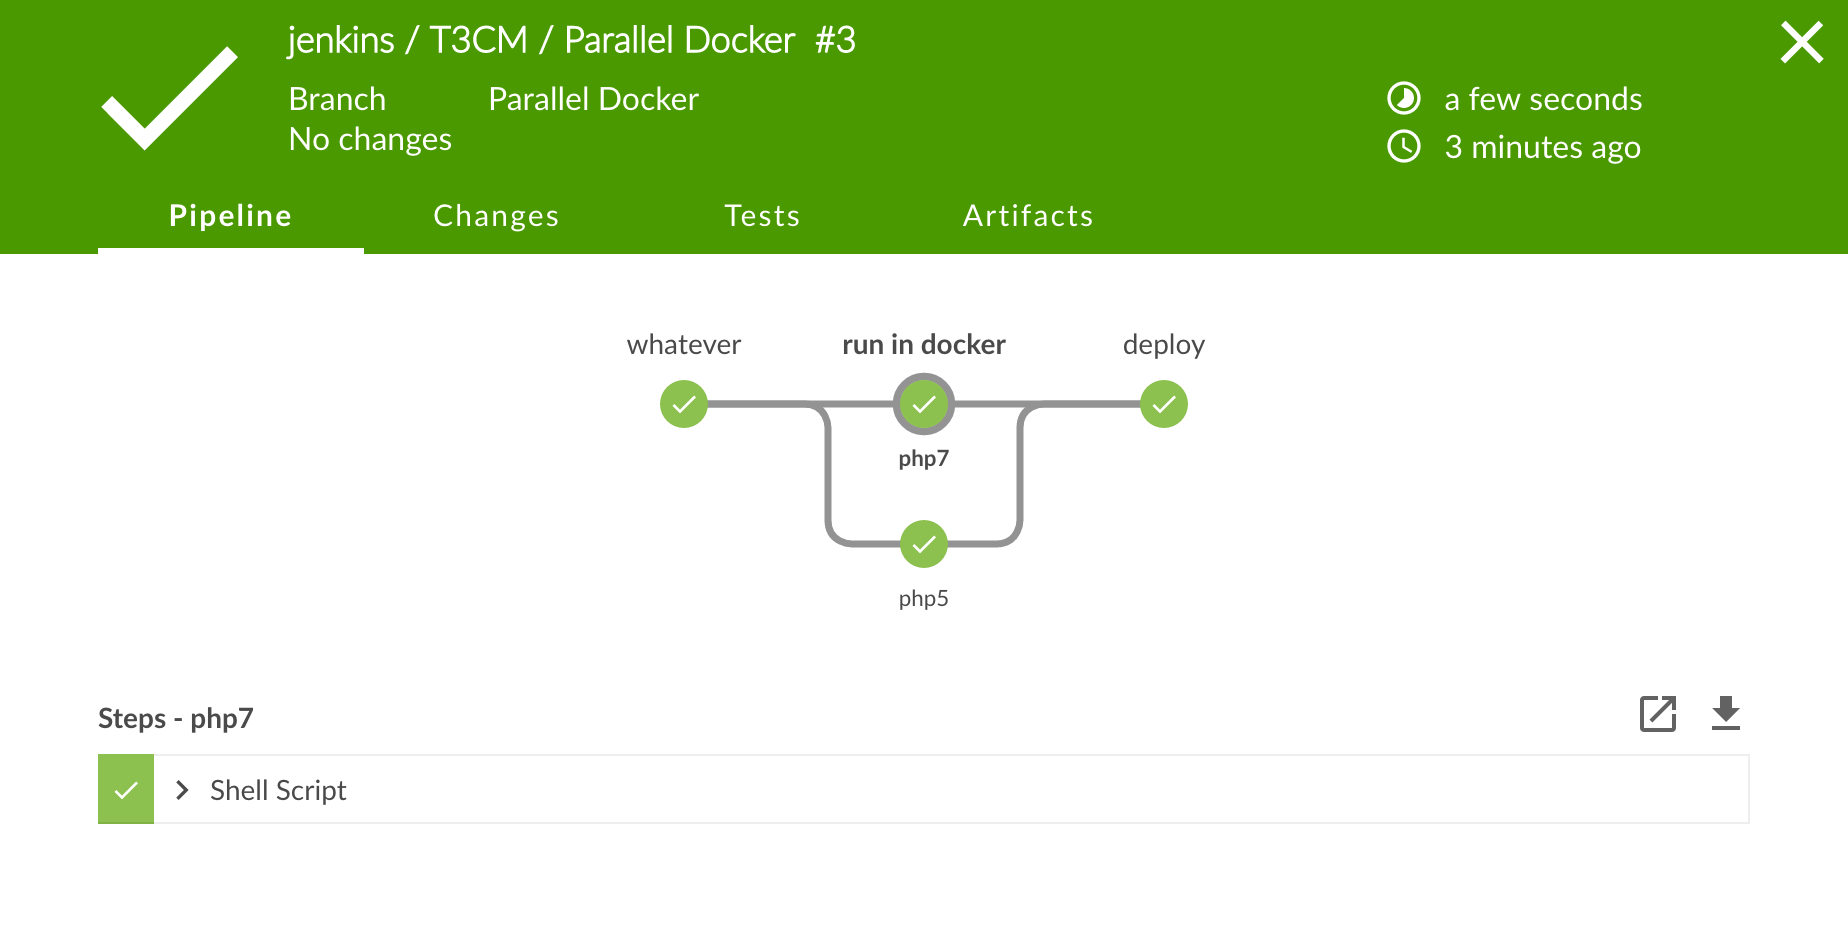 jenkins / T3CM / Parallel Docker #3
Branch Parallel Docker
No changes
a few seconds
3 minutes ago
Pipeline Changes Tests Artifacts
whatever run in docker deploy
php7
php5
Steps - php7
Shell Script